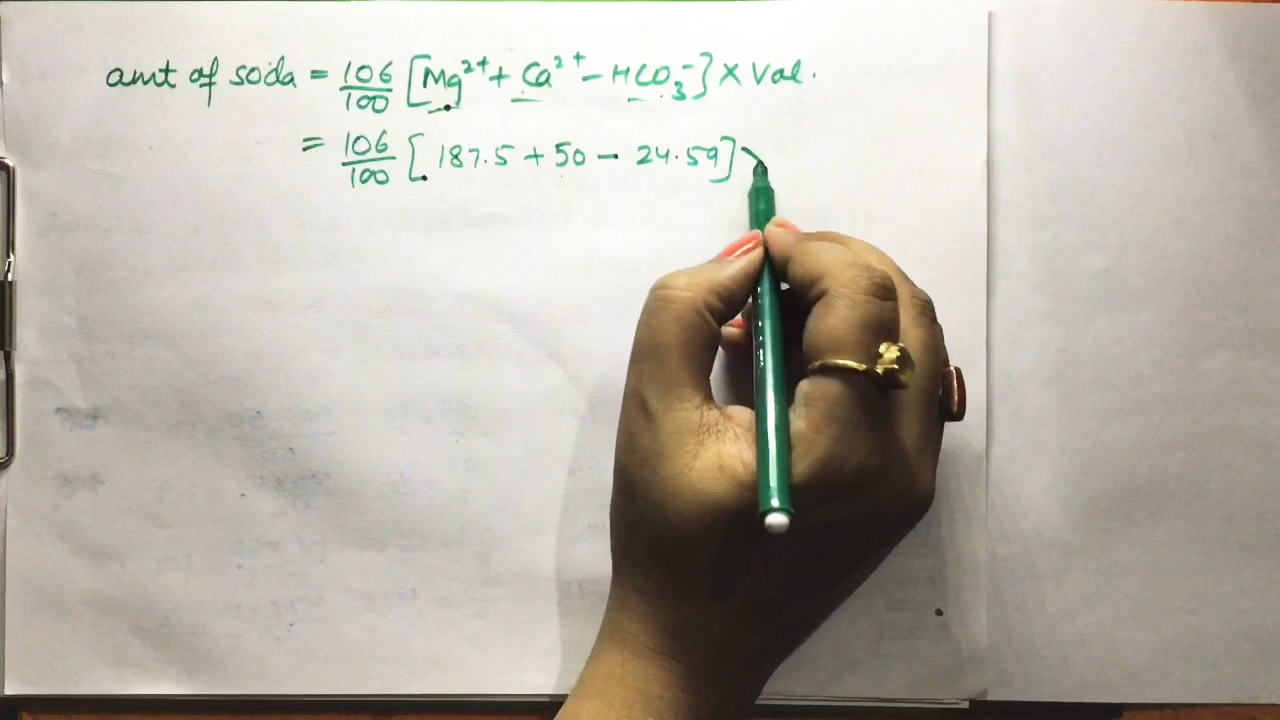 amt of soda = 106/100 [Mg²⁺ + Ca²⁺ - HCO₃⁻] × Vol.
= 106/100 [187.5 + 50 - 24.59]